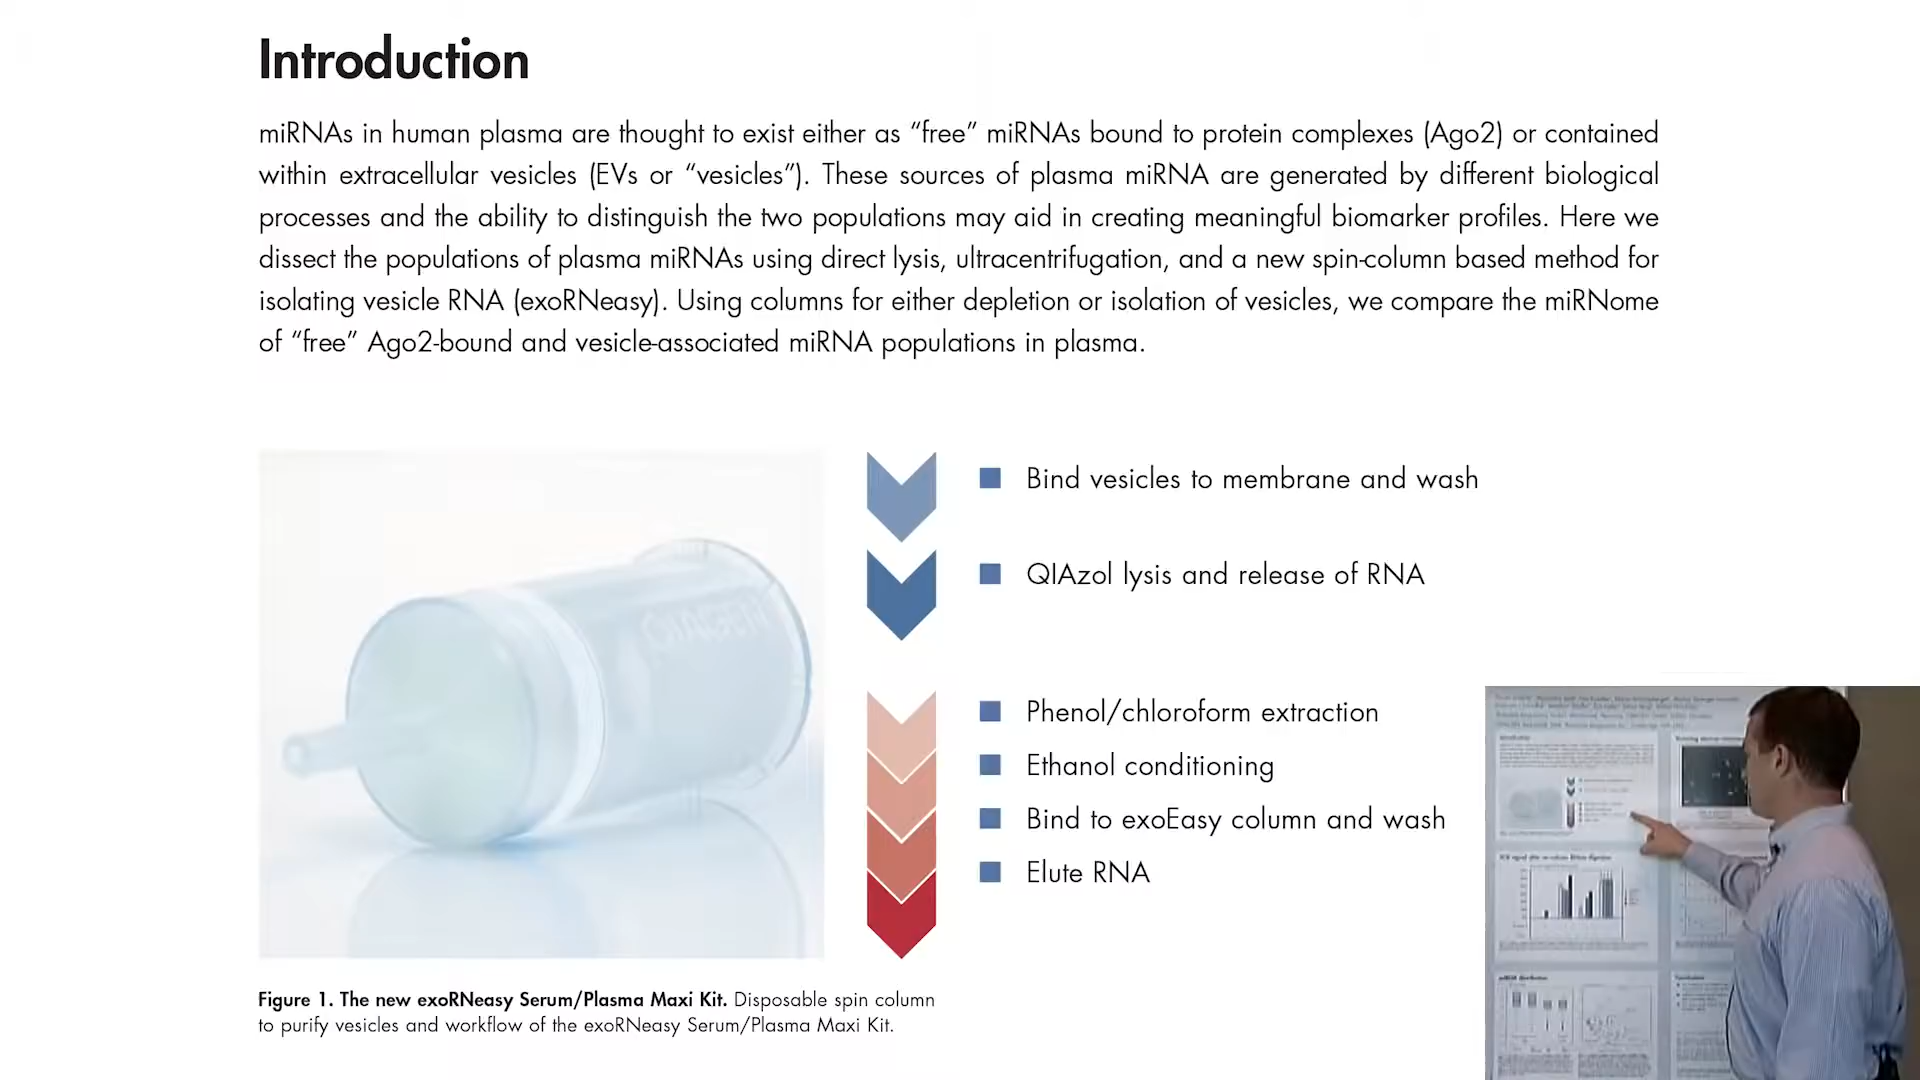 Introduction
miRNAs in human plasma are thought to exist either as “free” miRNAs bound to protein complexes (Ago2) or contained
within extracellular vesicles (EVs or “vesicles”). These sources of plasma miRNA are generated by different biological
processes and the ability to distinguish the two populations may aid in creating meaningful biomarker profiles. Here we
dissect the populations of plasma miRNAs using direct lysis, ultracentrifugation, and a new spin-column based method for
isolating vesicle RNA (exoRNeasy). Using columns for either depletion or isolation of vesicles, we compare the miRNome
of “free” Ago2-bound and vesicle-associated miRNA populations in plasma.
QIAGEN
Bind vesicles to membrane and wash
QIAzol lysis and release of RNA
Phenol/chloroform extraction
Ethanol conditioning
Bind to exoEasy column and wash
Elute RNA
Figure 1. The new exoRNeasy Serum/Plasma Maxi Kit. Disposable spin column
to purify vesicles and workflow of the exoRNeasy Serum/Plasma Maxi Kit.